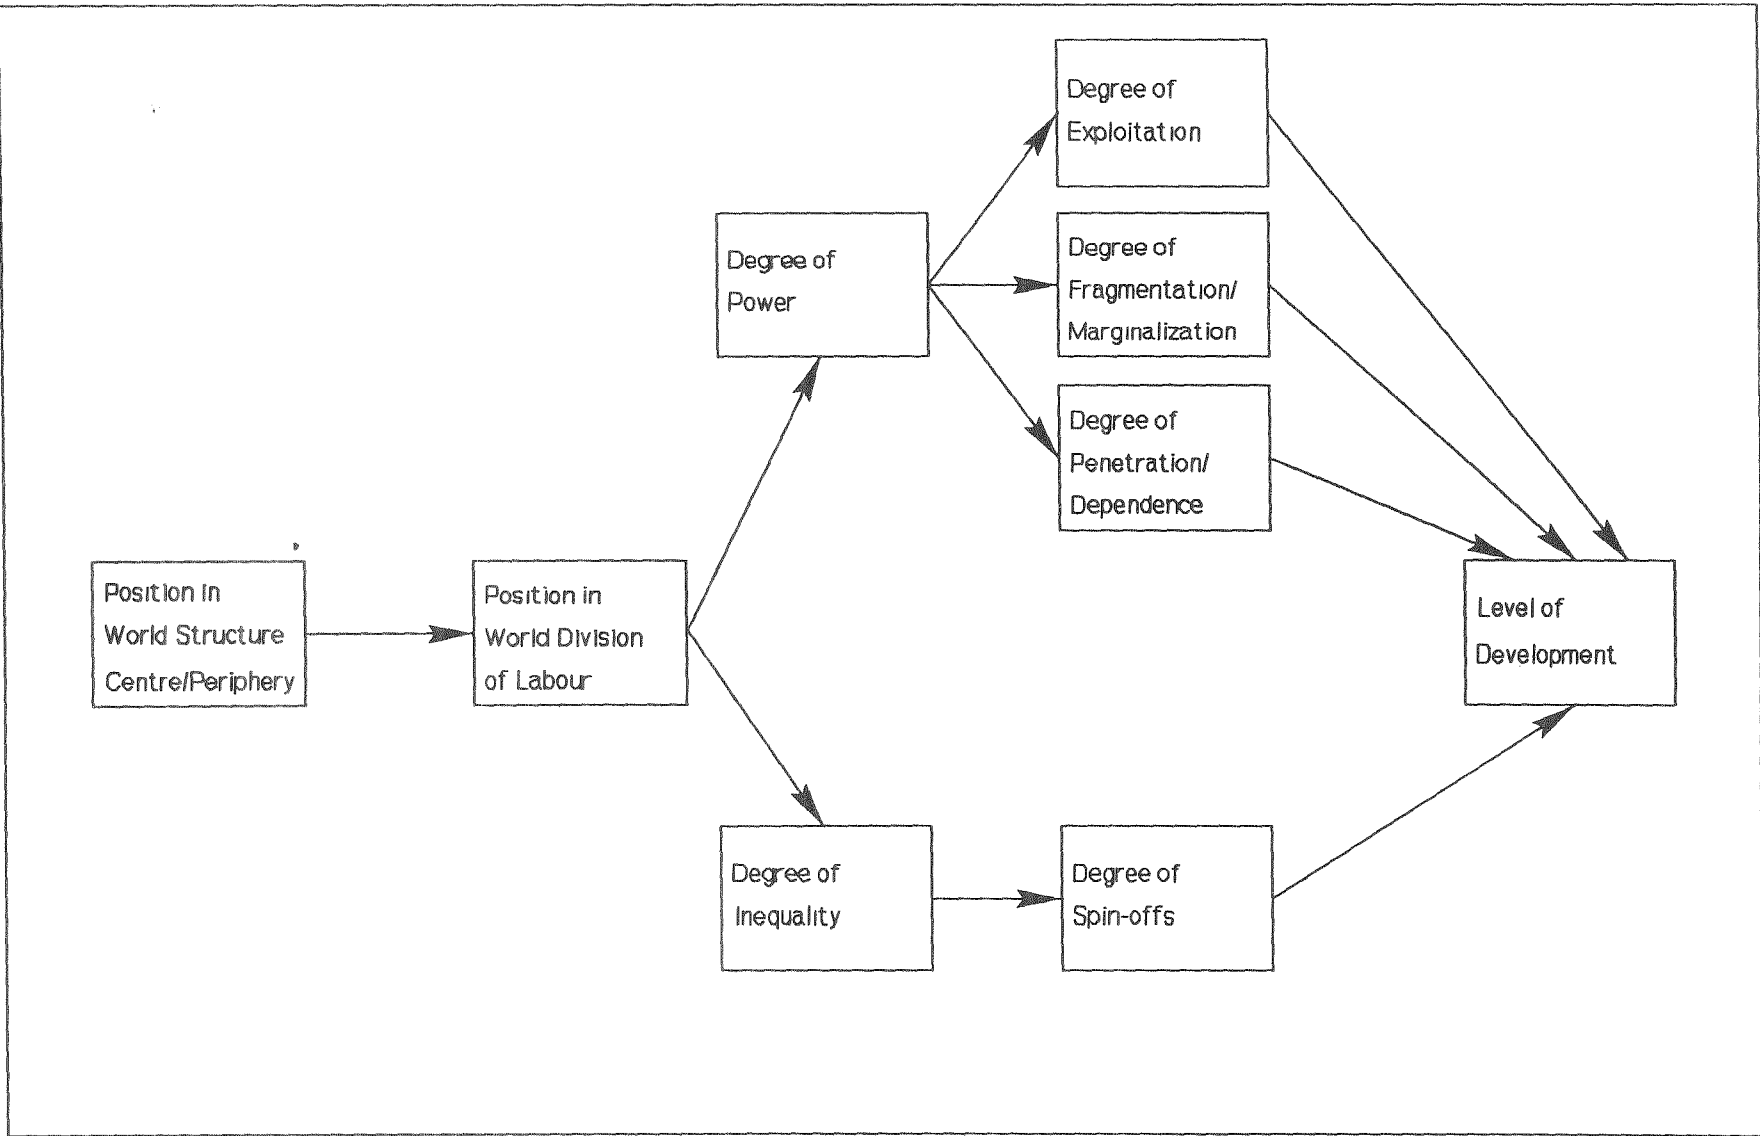 Degree of
Exploitation
Degree of
Power
Degree of
Fragmentation/
Marginalization
Degree of
Penetration/
Dependence
Position in
World Structure
Centre/Periphery
Position in
World Division
of Labour
Level of
Development
Degree of
Inequality
Degree of
Spin-offs